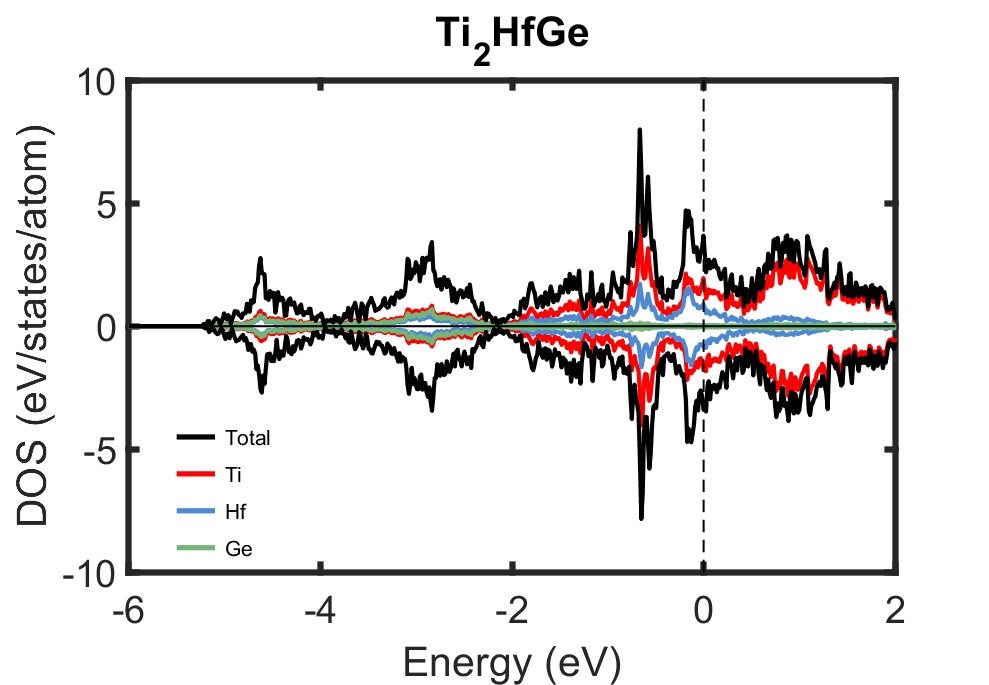 Ti2HfGe
DOS (eV/states/atom)
10
5
0
-5
-10
Total
Ti
Hf
Ge
-6 -4 -2 0 2
Energy (eV)